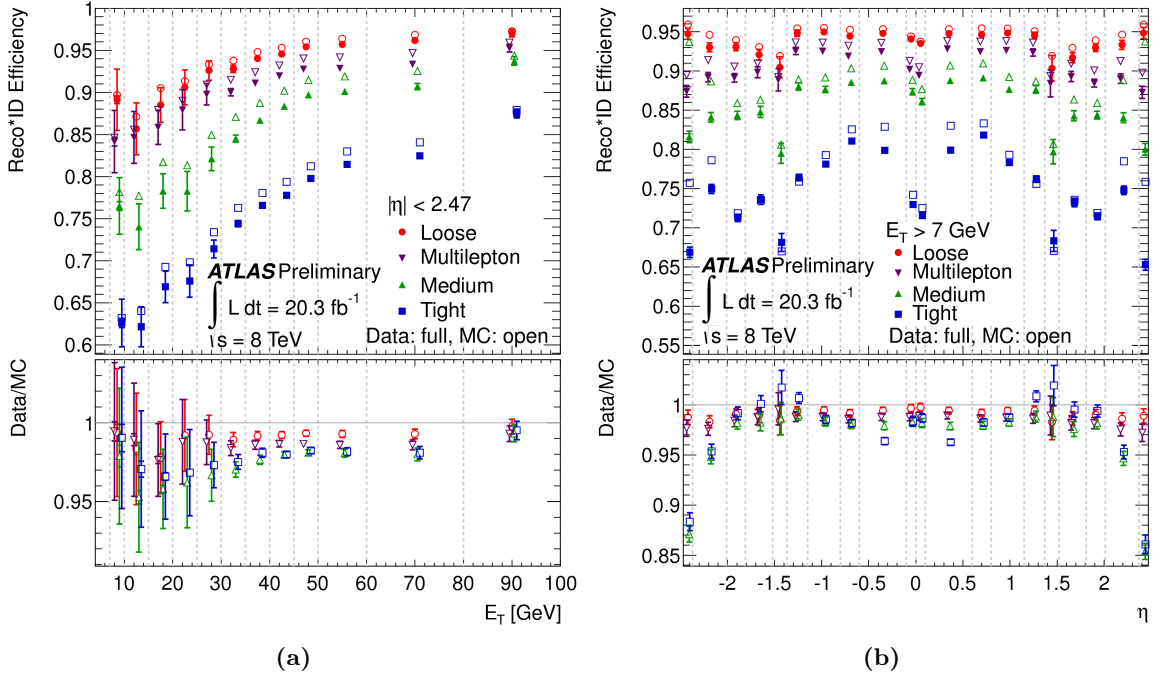 Reco*ID Efficiency
1
0.95
0.9
0.85
0.8
0.75
0.7
0.65
0.6
|η| < 2.47
Loose
Multilepton
Medium
Tight
ATLAS Preliminary
∫ L dt = 20.3 fb⁻¹
√s = 8 TeV
Data: full, MC: open
Data/MC
1
0.95
10 20 30 40 50 60 70 80 90 100
E_T [GeV]
(a)
Reco*ID Efficiency
1
0.95
0.9
0.85
0.8
0.75
0.7
0.65
0.6
0.55
E_T > 7 GeV
Loose
Multilepton
Medium
Tight
ATLAS Preliminary
∫ L dt = 20.3 fb⁻¹
√s = 8 TeV
Data: full, MC: open
Data/MC
1
0.95
0.9
0.85
-2 -1.5 -1 -0.5 0 0.5 1 1.5 2
η
(b)